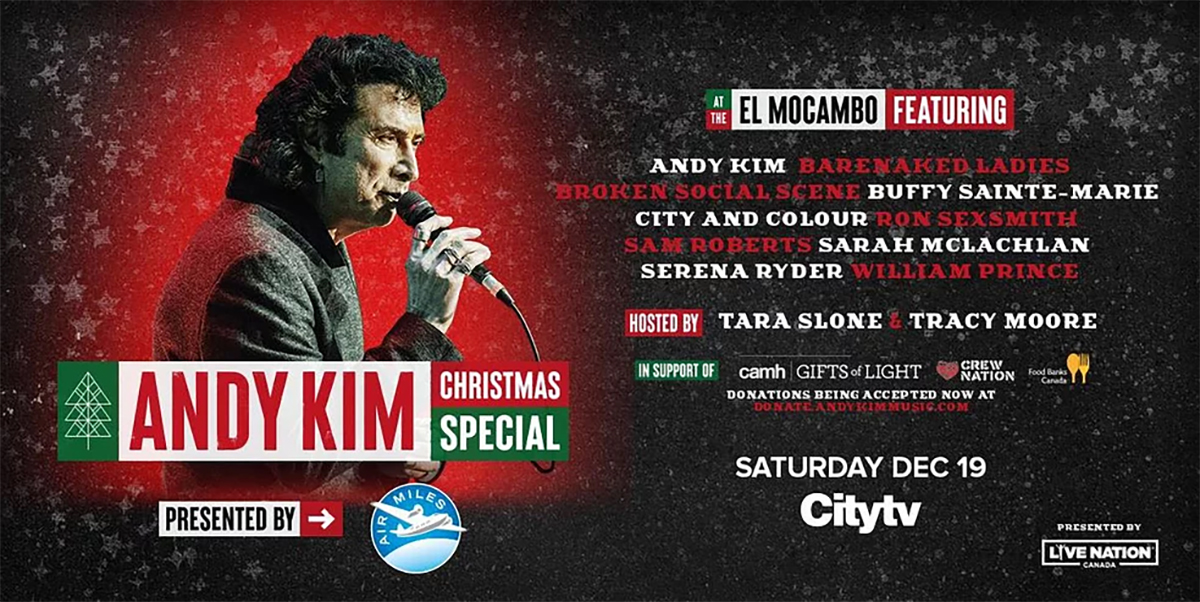 ANDY KIM
CHRISTMAS
SPECIAL
PRESENTED BY
AIR MILES
AT
THE
EL MOCAMBO FEATURING
ANDY KIM BARENAKED LADIES
BROKEN SOCIAL SCENE BUFFY SAINTE-MARIE
CITY AND COLOUR RON SEXSMITH
SAM ROBERTS SARAH MCLACHLAN
SERENA RYDER WILLIAM PRINCE
HOSTED BY TARA SLONE & TRACY MOORE
IN SUPPORT OF
camh | GIFTS of LIGHT
CREW
NATION
Food Banks
Canada
DONATIONS BEING ACCEPTED NOW AT
DONATE.ANDYKIMMUSIC.COM
SATURDAY DEC 19
Citytv
PRESENTED BY
LIVE NATION
CANADA